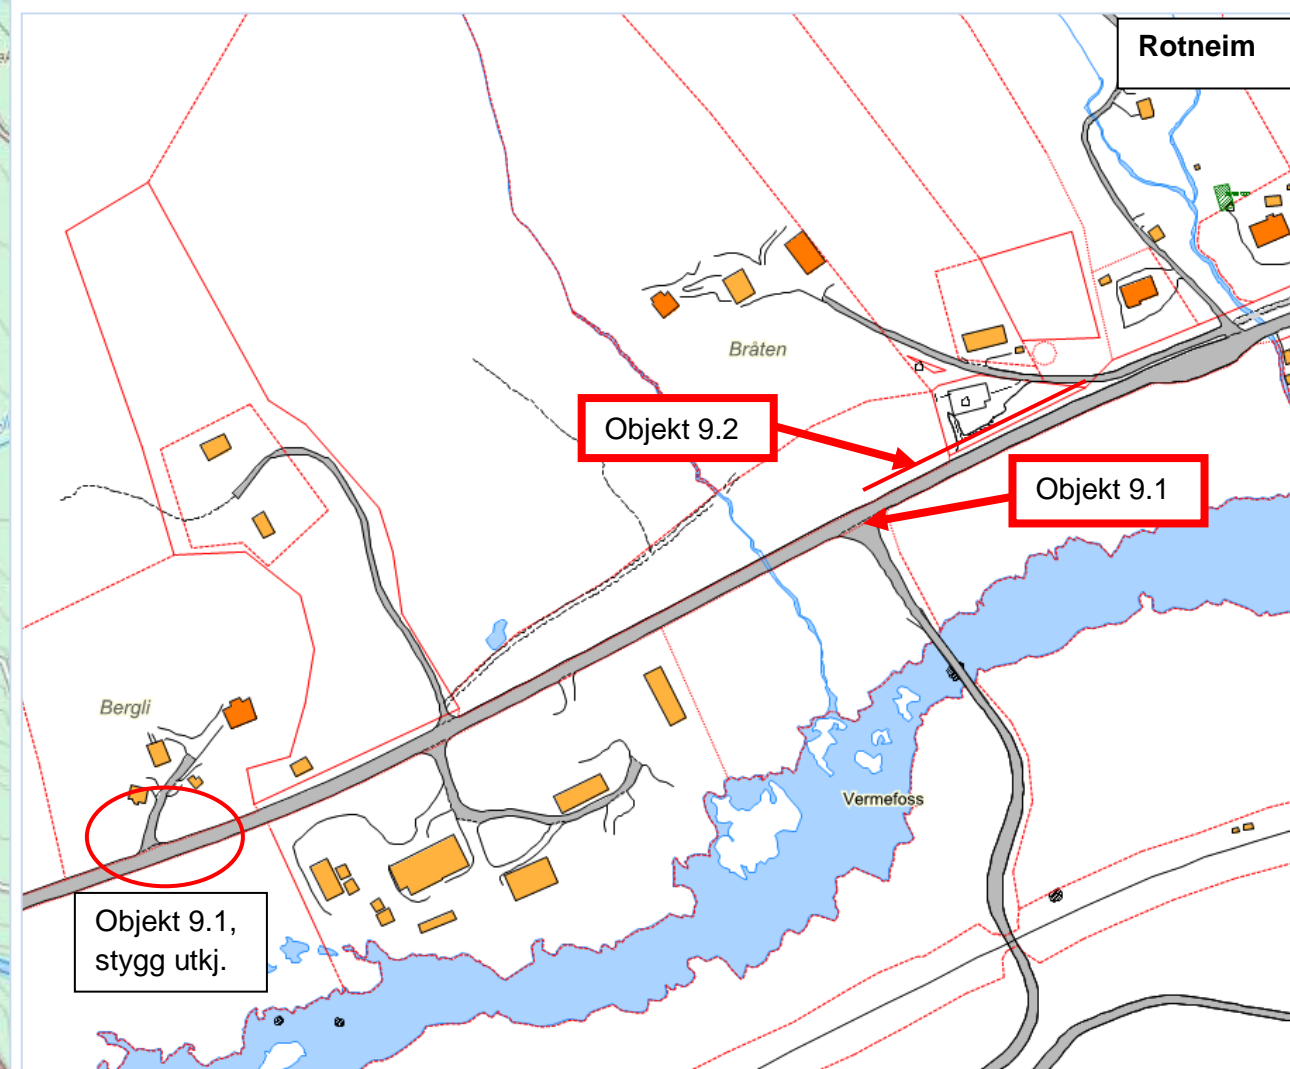 Rotneim
Bråten
Objekt 9.2
Objekt 9.1
Bergli
Vermefoss
Objekt 9.1,
stygg utkj.